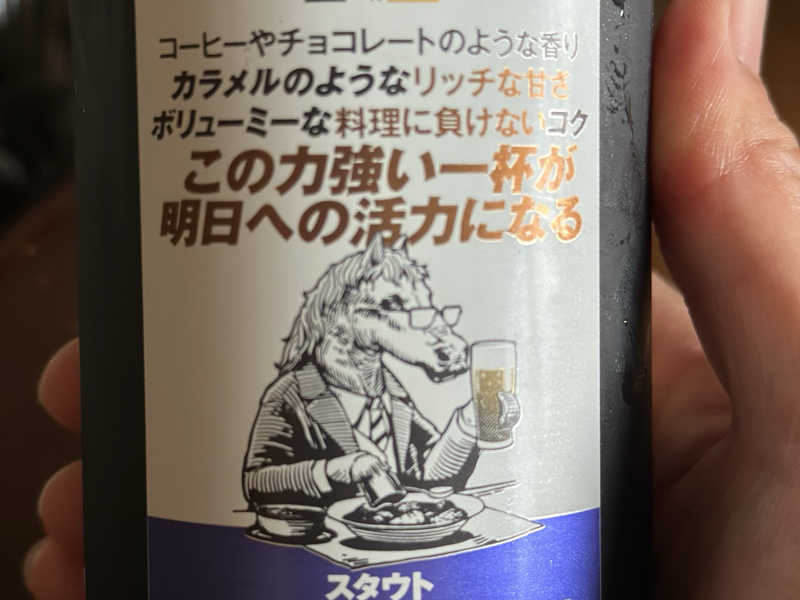 コーヒーやチョコレートのような香り
カラメルのようなリッチな甘さ
ボリューミーな料理に負けないコク
この力強い一杯が
明日への活力になる
スタウト